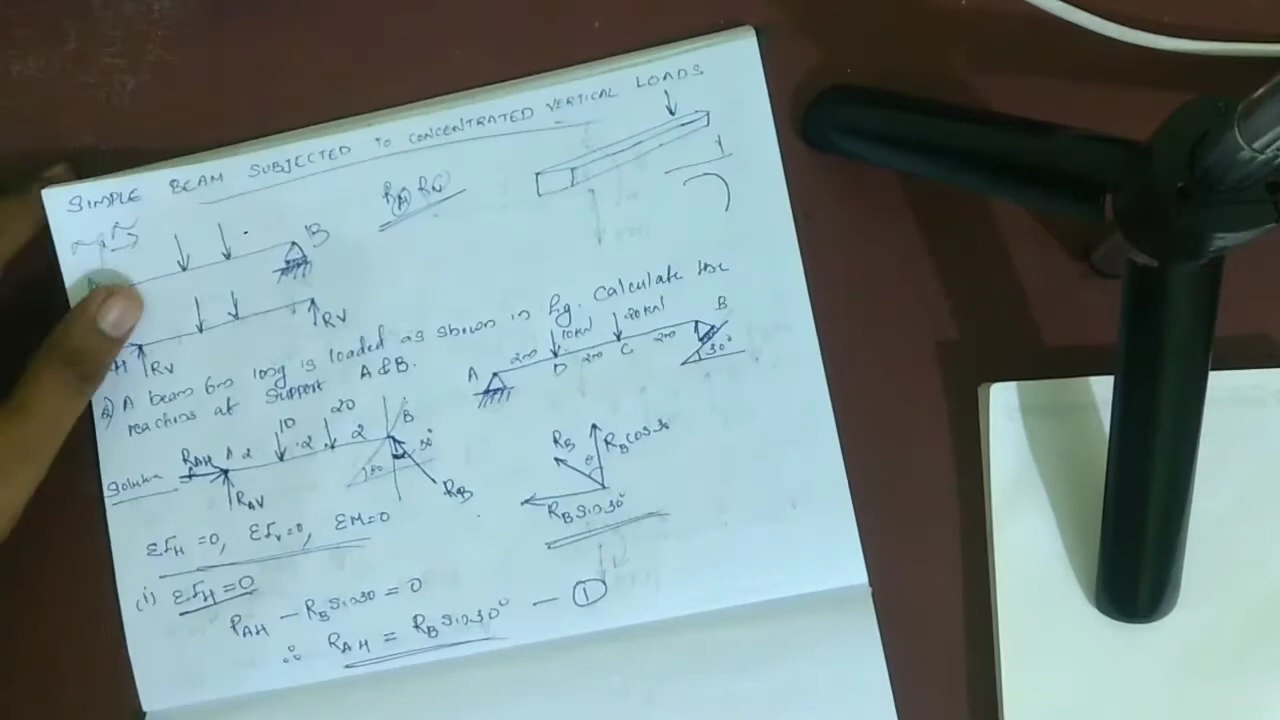 SIMPLE BEAM SUBJECTED to CONCENTRATED VERTICAL LOADS
B
RV
H RV
Q) A beam 6m long is loaded as shown in fig. Calculate the
reactions at Support A & B.
10KN 20KN B
2m 2m 2m
A D C 30°
Solution RAH A 2 10 2 20 2 B
30 30°
RAV RB
RB θ RB cos 30
RB sin 30°
ΣFH = 0, ΣFV = 0, ΣM = 0
(i) ΣFH = 0
RAH - RB sin 30 = 0
∴ RAH = RB sin 30° — ①